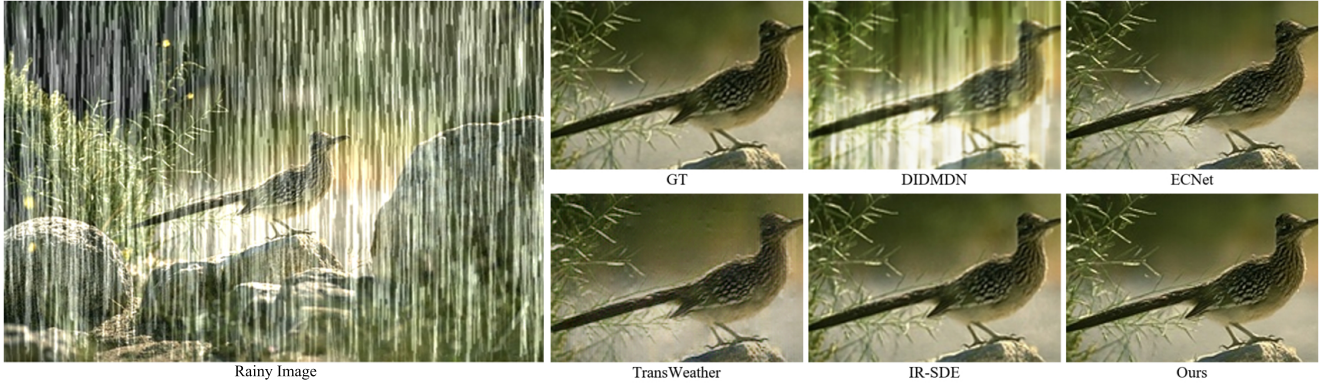 GT
DIDMDN
ECNet
Rainy Image
TransWeather
IR-SDE
Ours